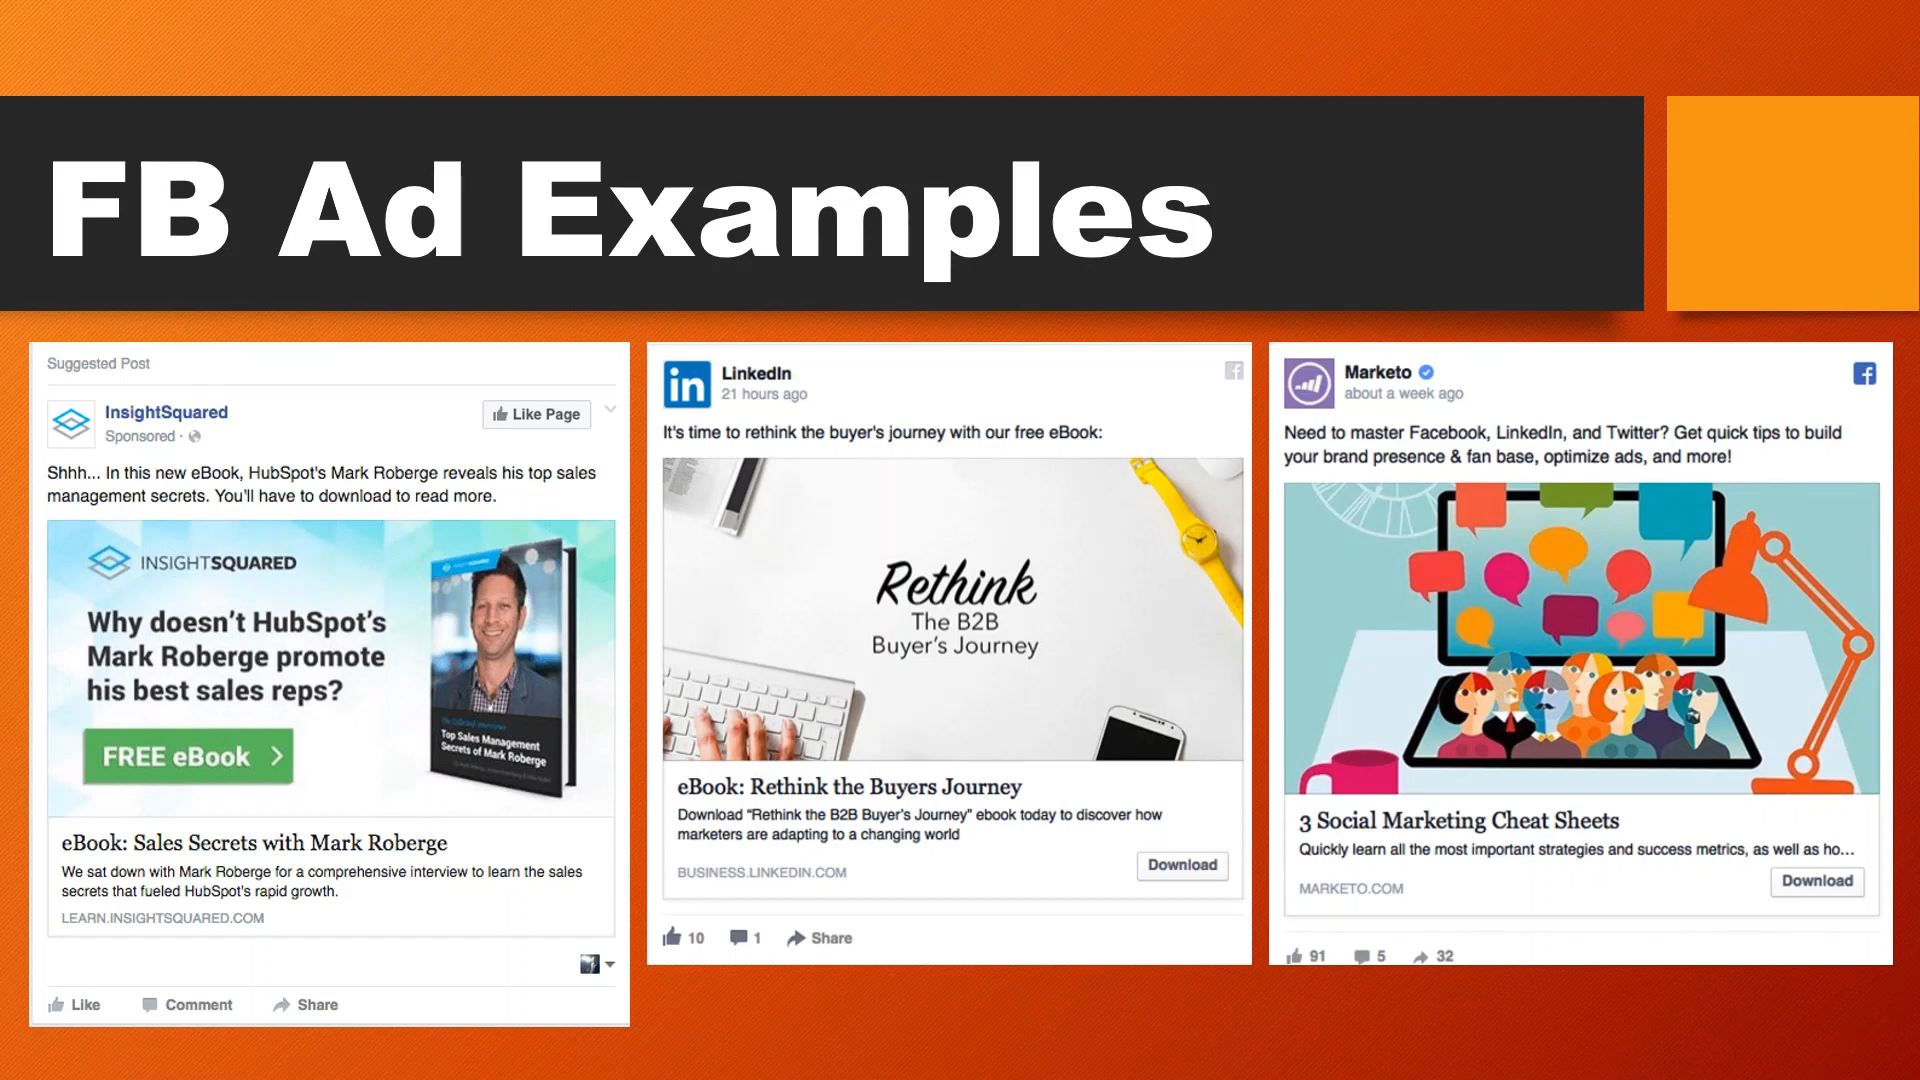 FB Ad Examples
Suggested Post
InsightSquared
Like Page
Sponsored ·
Shhh... In this new eBook, HubSpot's Mark Roberge reveals his top sales
management secrets. You'll have to download to read more.
INSIGHTSQUARED
Why doesn't HubSpot's
Mark Roberge promote
his best sales reps?
FREE eBook >
Top Sales Management
Secrets of Mark Roberge
eBook: Sales Secrets with Mark Roberge
We sat down with Mark Roberge for a comprehensive interview to learn the sales
secrets that fueled HubSpot's rapid growth.
LEARN.INSIGHTSQUARED.COM
Like Comment Share
in
LinkedIn
21 hours ago
It's time to rethink the buyer's journey with our free eBook:
Rethink
The B2B
Buyer's Journey
eBook: Rethink the Buyers Journey
Download "Rethink the B2B Buyer's Journey" ebook today to discover how
marketers are adapting to a changing world
BUSINESS.LINKEDIN.COM
Download
10 1 Share
Marketo
about a week ago
Need to master Facebook, LinkedIn, and Twitter? Get quick tips to build
your brand presence & fan base, optimize ads, and more!
3 Social Marketing Cheat Sheets
Quickly learn all the most important strategies and success metrics, as well as ho...
MARKETO.COM
Download
91 5 32